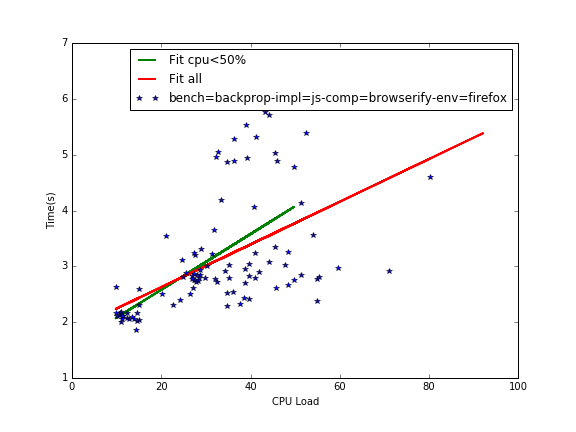 7
6
5
4
3
2
1
Time(s)
Fit cpu<50%
Fit all
bench=backprop-impl=js-comp=browserify-env=firefox
0
20
40
60
80
100
CPU Load